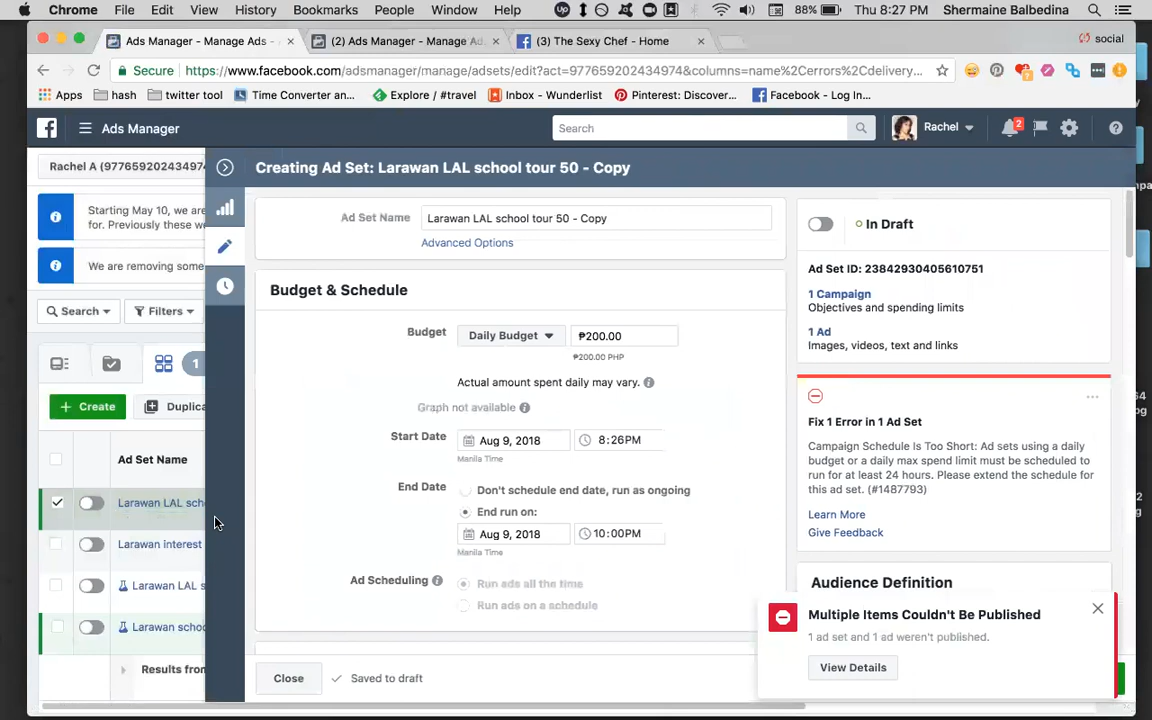 Chrome File Edit View History Bookmarks People Window Help 88% Thu 8:27 PM Shermaine Balbedina
Ads Manager - Manage Ads - (2) Ads Manager - Manage Ad (3) The Sexy Chef - Home social
Secure https://www.facebook.com/adsmanager/manage/adsets/edit?act=977659202434974&columns=name%2Cerrors%2Cdelivery...
Apps hash twitter tool Time Converter an... Explore / #travel Inbox - Wunderlist Pinterest: Discover... Facebook - Log In...
Ads Manager Search Rachel 2
Rachel A (977659202434974
Creating Ad Set: Larawan LAL school tour 50 - Copy
Starting May 10, we are
for. Previously these w
We are removing some
Search Filters
1
Create Duplica
Ad Set Name
Larawan LAL sch
Larawan interest
Larawan LAL s
Larawan schoo
Results from
Ad Set Name Larawan LAL school tour 50 - Copy
Advanced Options
Budget & Schedule
Budget Daily Budget ₱200.00
₱200.00 PHP
Actual amount spent daily may vary.
Graph not available
Start Date Aug 9, 2018 8:26PM
Manila Time
End Date Don't schedule end date, run as ongoing
End run on:
Aug 9, 2018 10:00PM
Manila Time
Ad Scheduling Run ads all the time
Run ads on a schedule
Close Saved to draft
In Draft
Ad Set ID: 23842930405610751
1 Campaign
Objectives and spending limits
1 Ad
Images, videos, text and links
Fix 1 Error in 1 Ad Set
Campaign Schedule Is Too Short: Ad sets using a daily
budget or a daily max spend limit must be scheduled to
run for at least 24 hours. Please extend the schedule for
this ad set. (#1487793)
Learn More
Give Feedback
Audience Definition
Multiple Items Couldn't Be Published
1 ad set and 1 ad weren't published.
View Details